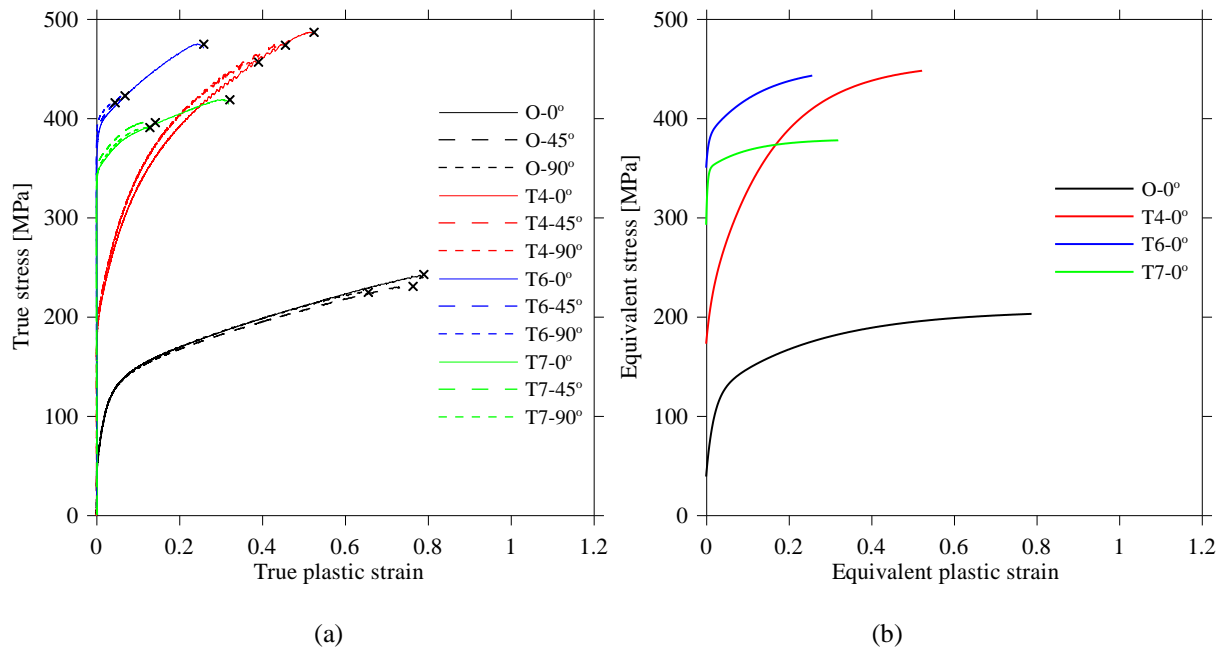 500
400
300
200
100
0
True stress [MPa]
0 0.2 0.4 0.6 0.8 1 1.2
True plastic strain
O-0º
O-45º
O-90º
T4-0º
T4-45º
T4-90º
T6-0º
T6-45º
T6-90º
T7-0º
T7-45º
T7-90º
(a)
500
400
300
200
100
0
Equivalent stress [MPa]
0 0.2 0.4 0.6 0.8 1 1.2
Equivalent plastic strain
O-0º
T4-0º
T6-0º
T7-0º
(b)